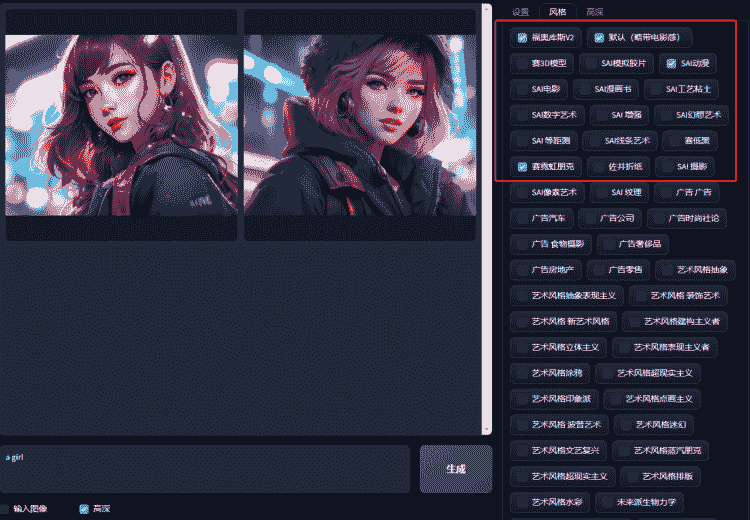 设置 风格 高深
福奥库斯V2 默认（略带电影感）
赛3D模型 SAI模拟胶片 SAI动漫
SAI电影 SAI漫画书 SAI工艺粘土
SAI数字艺术 SAI 增强 SAI幻想艺术
SAI 等距测 SAI线条艺术 赛低聚
赛霓虹朋克 佐井折纸 SAI 摄影
SAI像素艺术 SAI 纹理 广告 广告
广告汽车 广告公司 广告时尚社论
广告 食物摄影 广告奢侈品
广告房地产 广告零售 艺术风格抽象
艺术风格抽象表现主义 艺术风格 装饰艺术
艺术风格 新艺术风格 艺术风格建构主义者
艺术风格立体主义 艺术风格表现主义者
艺术风格涂鸦 艺术风格超现实主义
艺术风格印象派 艺术风格点画主义
艺术风格 波普艺术 艺术风格迷幻
艺术风格文艺复兴 艺术风格蒸汽朋克
艺术风格超现实主义 艺术风格排版
艺术风格水彩 未来派生物力学
a girl
生成
输入图像 高深